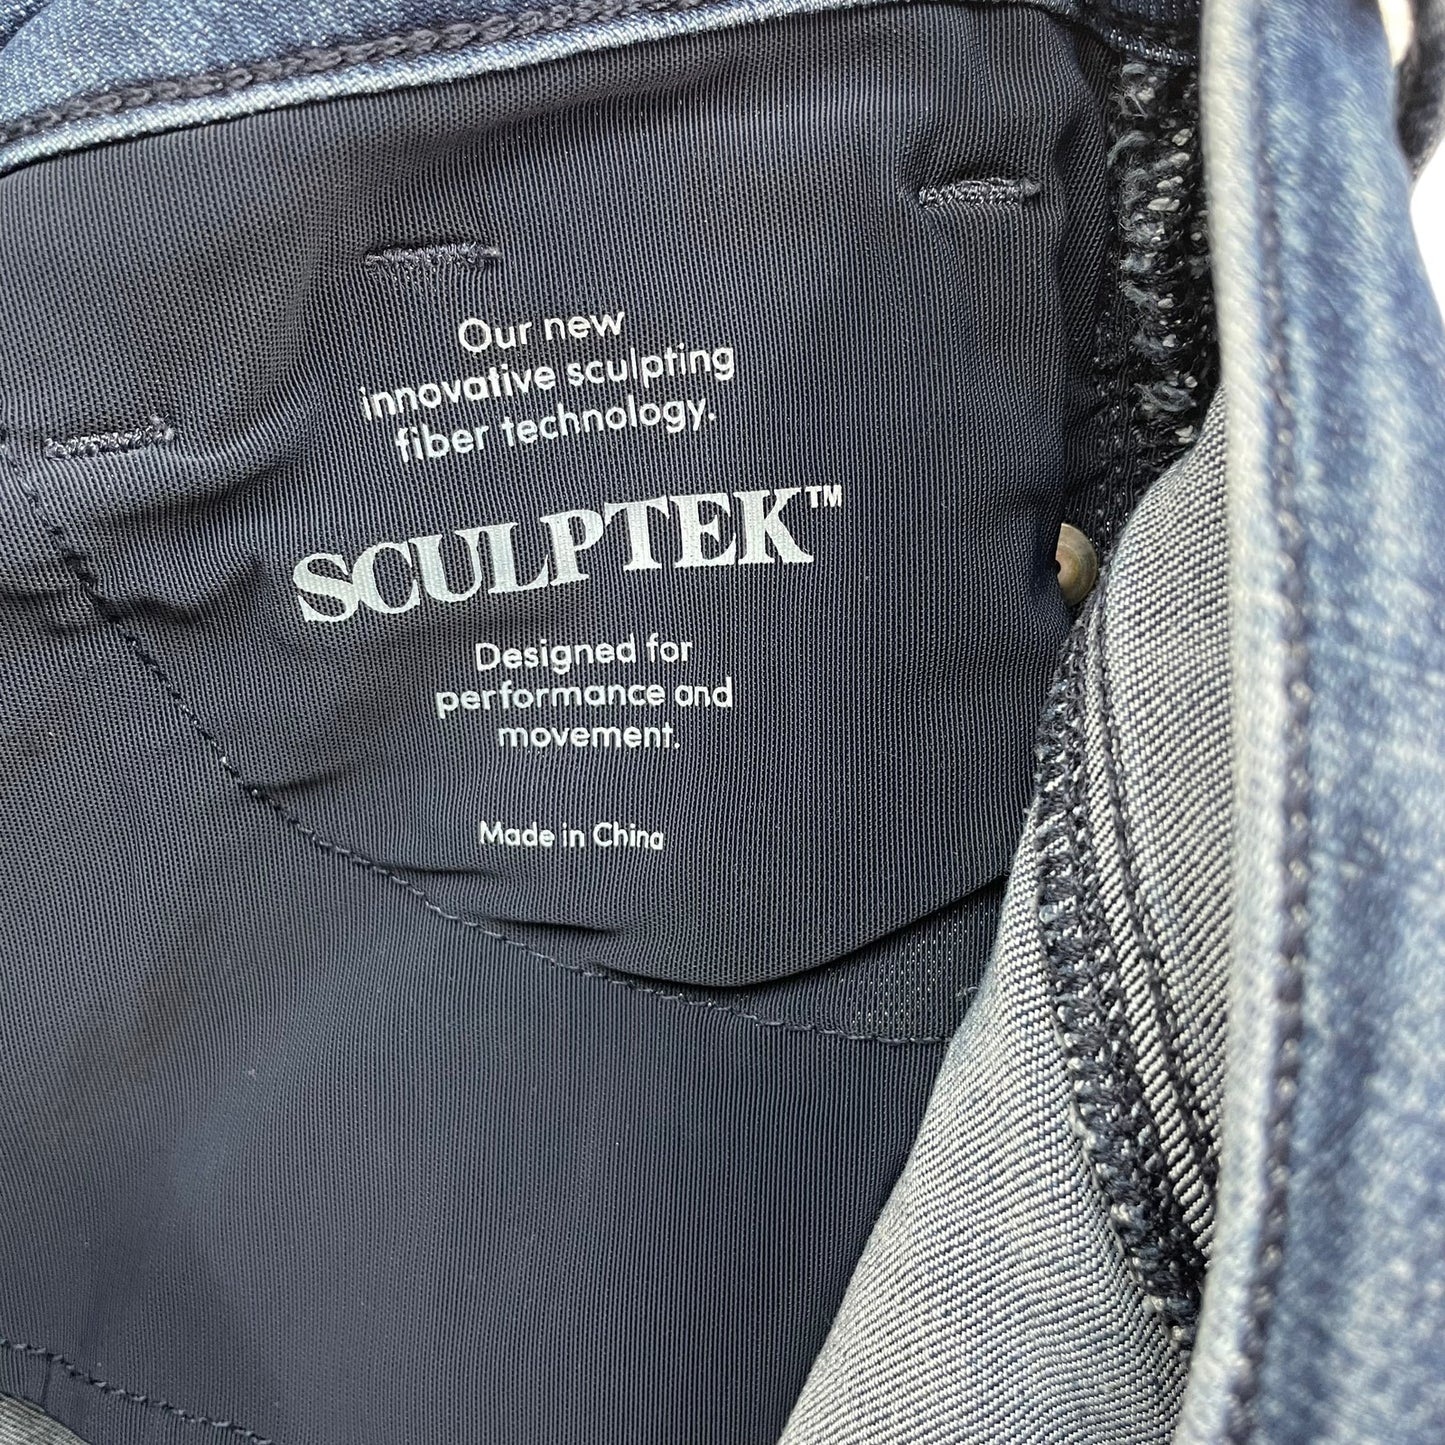 Our new
innovative sculpting
fiber technology.
SCULPTEK™
Designed for
performance and
movement.
Made in China